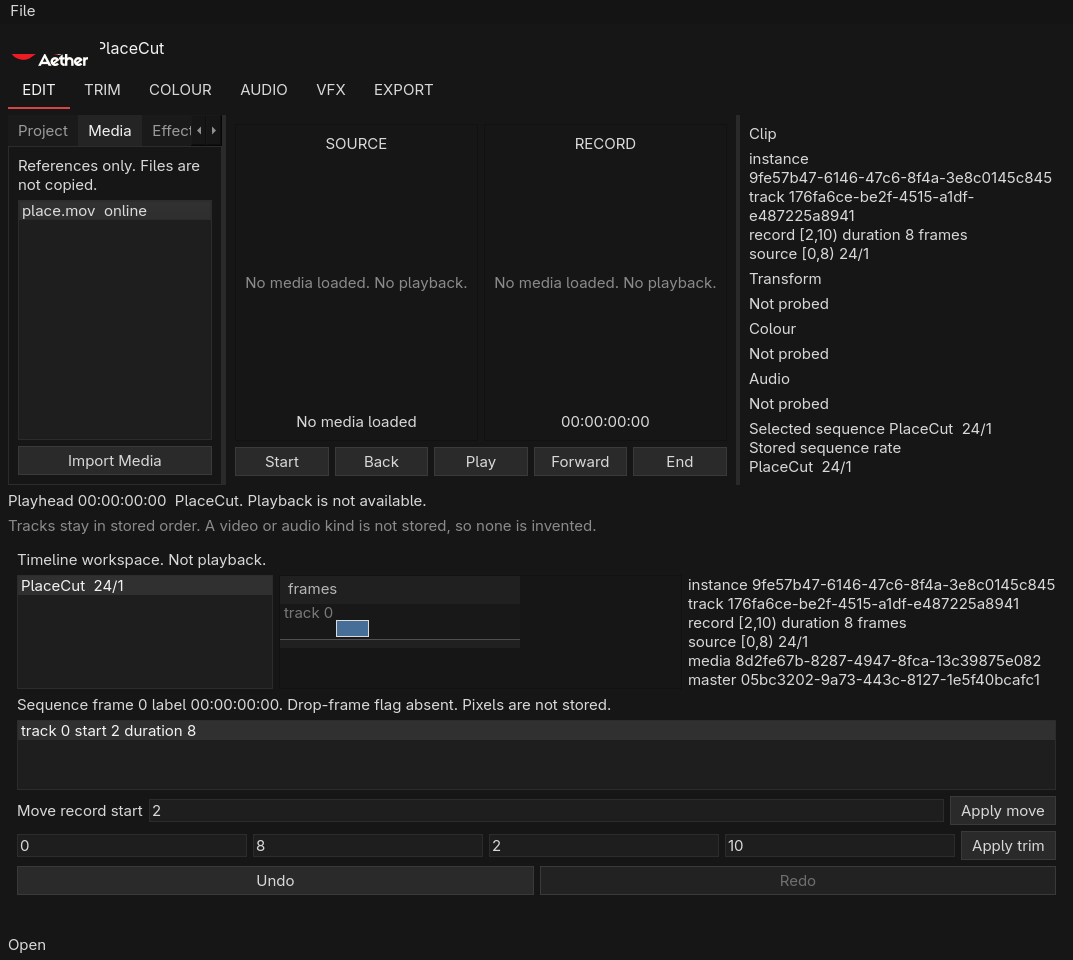 File
Aether
PlaceCut
EDIT TRIM COLOUR AUDIO VFX EXPORT
Project Media Effect
References only. Files are
not copied.
place.mov online
Import Media
SOURCE
No media loaded. No playback.
No media loaded
RECORD
No media loaded. No playback.
00:00:00:00
Start Back Play Forward End
Clip
instance
9fe57b47-6146-47c6-8f4a-3e8c0145c845
track 176fa6ce-be2f-4515-a1df-
e487225a8941
record [2,10) duration 8 frames
source [0,8) 24/1
Transform
Not probed
Colour
Not probed
Audio
Not probed
Selected sequence PlaceCut 24/1
Stored sequence rate
PlaceCut 24/1
Playhead 00:00:00:00 PlaceCut. Playback is not available.
Tracks stay in stored order. A video or audio kind is not stored, so none is invented.
Timeline workspace. Not playback.
PlaceCut 24/1
frames
track 0
instance 9fe57b47-6146-47c6-8f4a-3e8c0145c845
track 176fa6ce-be2f-4515-a1df-e487225a8941
record [2,10) duration 8 frames
source [0,8) 24/1
media 8d2fe67b-8287-4947-8fca-13c39875e082
master 05bc3202-9a73-443c-8127-1e5f40bcafc1
Sequence frame 0 label 00:00:00:00. Drop-frame flag absent. Pixels are not stored.
track 0 start 2 duration 8
Move record start 2 Apply move
0 8 2 10 Apply trim
Undo Redo
Open